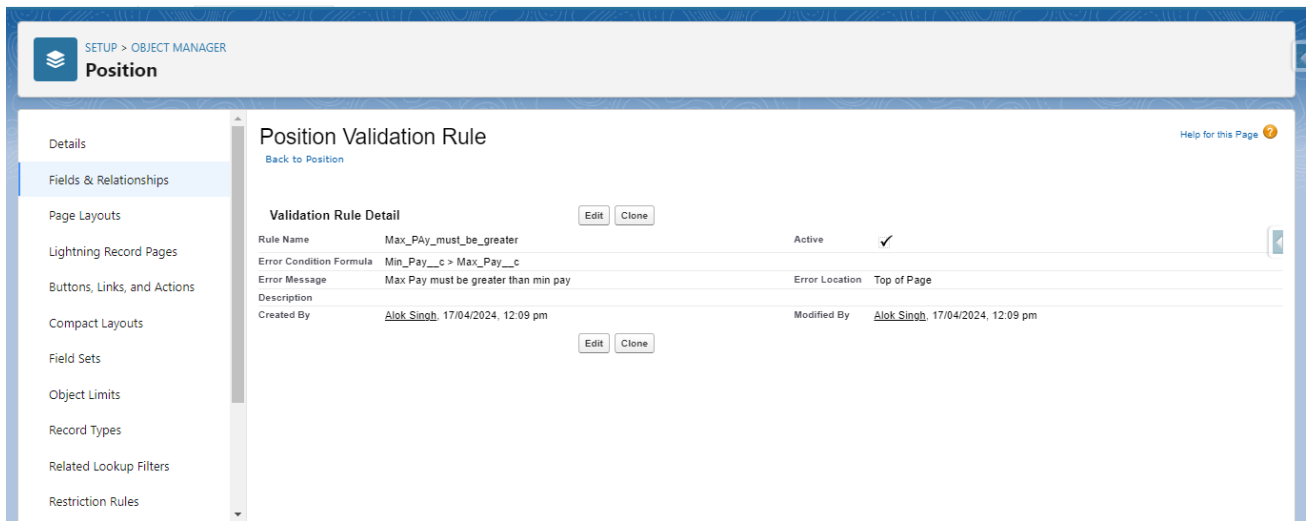 SETUP > OBJECT MANAGER
Position
Details
Fields & Relationships
Page Layouts
Lightning Record Pages
Buttons, Links, and Actions
Compact Layouts
Field Sets
Object Limits
Record Types
Related Lookup Filters
Restriction Rules
Position Validation Rule
Help for this Page ?
Back to Position
Validation Rule Detail Edit Clone
Rule Name Max_PAy_must_be_greater Active ✓
Error Condition Formula Min_Pay__c > Max_Pay__c
Error Message Max Pay must be greater than min pay Error Location Top of Page
Description
Created By Alok Singh, 17/04/2024, 12:09 pm Modified By Alok Singh, 17/04/2024, 12:09 pm
Edit Clone